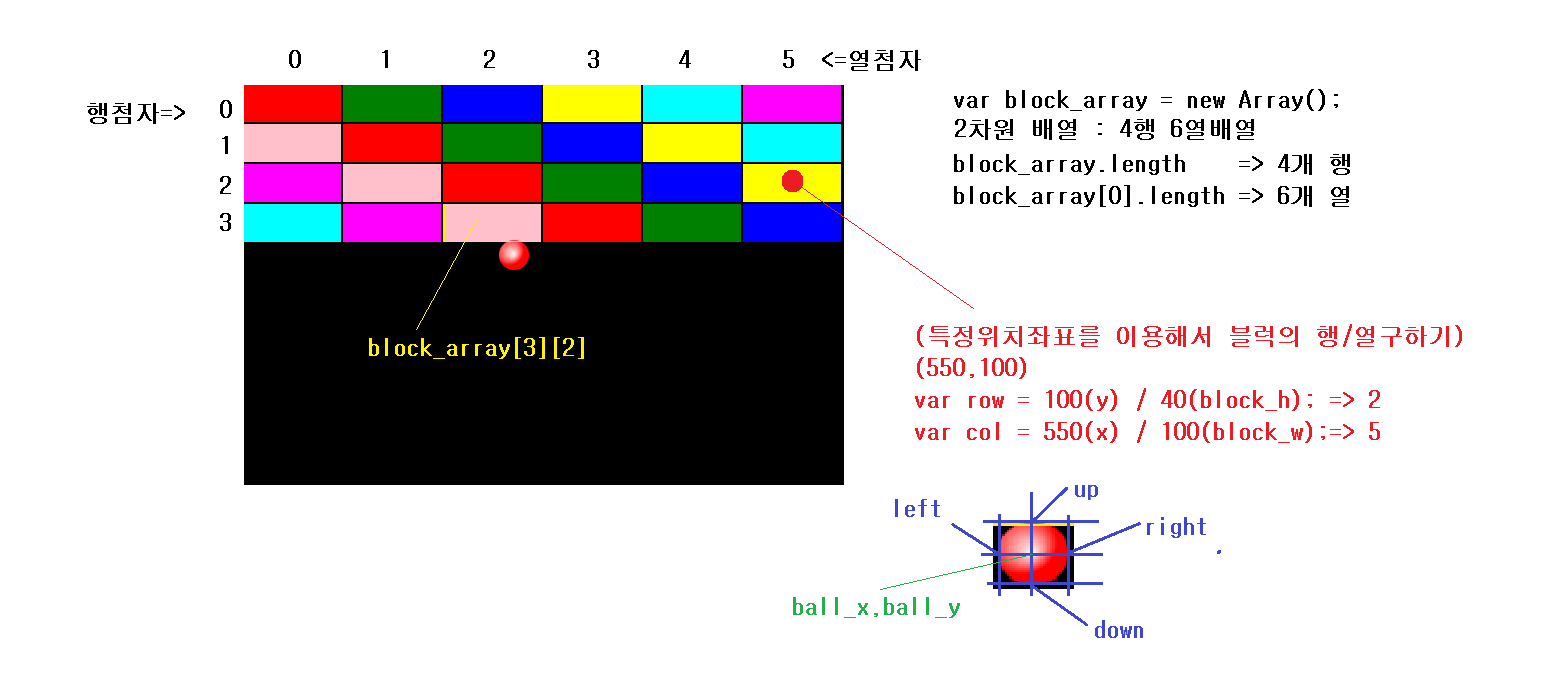 0 1 2 3 4 5 <=열첨자
행첨자=> 0
1
2
3
var block_array = new Array();
2차원 배열 : 4행 6열배열
block_array.length => 4개 행
block_array[0].length => 6개 열
block_array[3][2]
(특정위치좌표를 이용해서 블럭의 행/열구하기)
(550,100)
var row = 100(y) / 40(block_h); => 2
var col = 550(x) / 100(block_w);=> 5
up
left
right
ball_x,ball_y
down